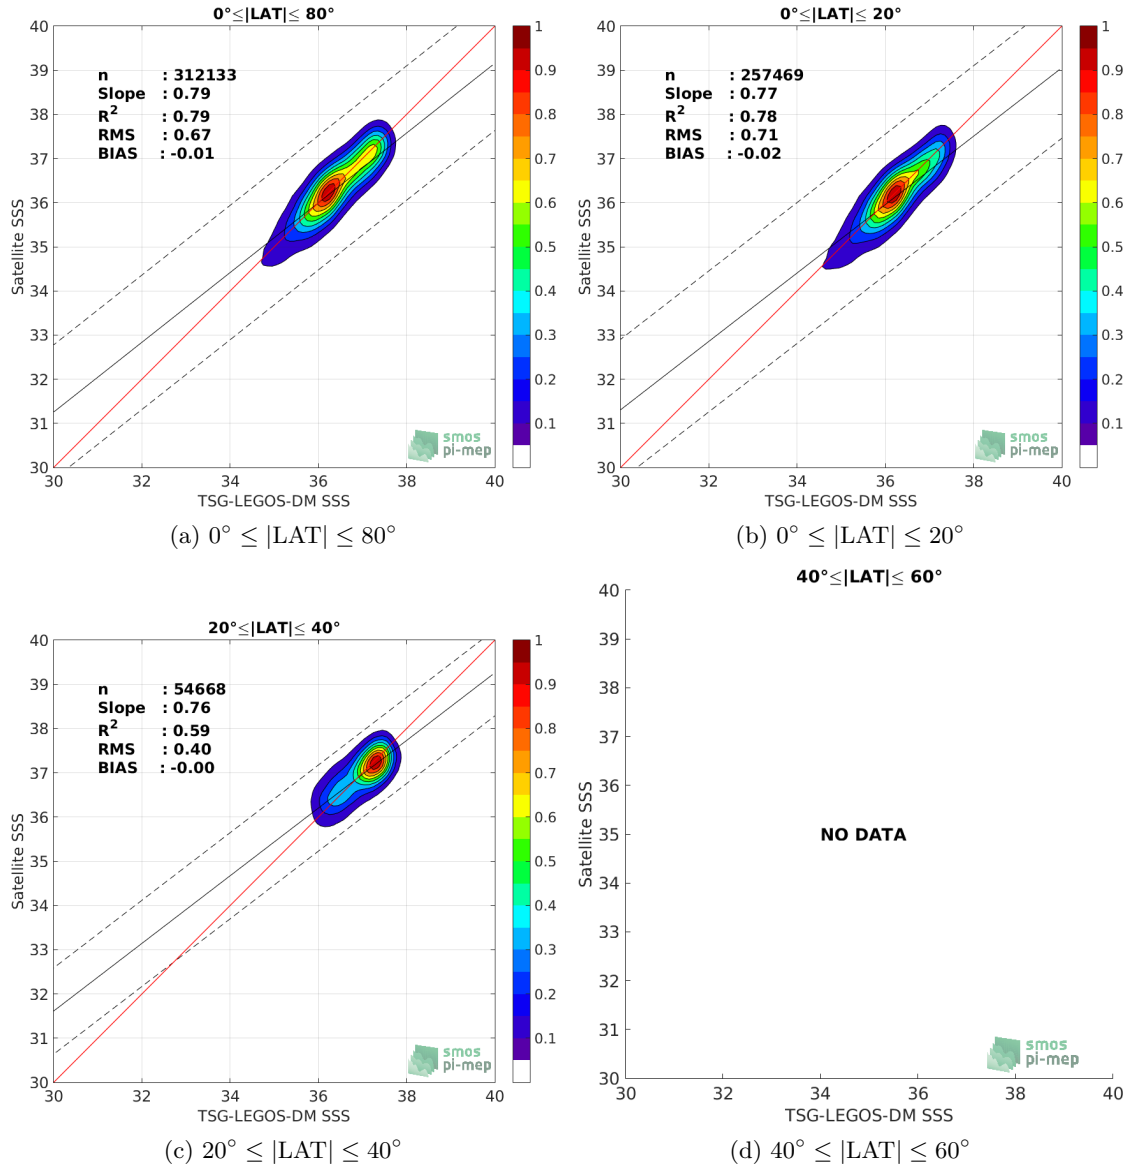 0°≤|LAT|≤ 80°
n : 312133
Slope : 0.79
R2 : 0.79
RMS : 0.67
BIAS : -0.01
Satellite SSS
40
39
38
37
36
35
34
33
32
31
30
30 32 34 36 38 40
TSG-LEGOS-DM SSS
1
0.9
0.8
0.7
0.6
0.5
0.4
0.3
0.2
0.1
smos
pi-mep
(a) 0° ≤ |LAT| ≤ 80°
0°≤|LAT|≤ 20°
n : 257469
Slope : 0.77
R2 : 0.78
RMS : 0.71
BIAS : -0.02
Satellite SSS
40
39
38
37
36
35
34
33
32
31
30
30 32 34 36 38 40
TSG-LEGOS-DM SSS
1
0.9
0.8
0.7
0.6
0.5
0.4
0.3
0.2
0.1
smos
pi-mep
(b) 0° ≤ |LAT| ≤ 20°
20°≤|LAT|≤ 40°
n : 54668
Slope : 0.76
R2 : 0.59
RMS : 0.40
BIAS : -0.00
Satellite SSS
40
39
38
37
36
35
34
33
32
31
30
30 32 34 36 38 40
TSG-LEGOS-DM SSS
1
0.9
0.8
0.7
0.6
0.5
0.4
0.3
0.2
0.1
smos
pi-mep
(c) 20° ≤ |LAT| ≤ 40°
40°≤|LAT|≤ 60°
Satellite SSS
40
39
38
37
36
35
34
33
32
31
30
NO DATA
30 32 34 36 38 40
TSG-LEGOS-DM SSS
smos
pi-mep
(d) 40° ≤ |LAT| ≤ 60°